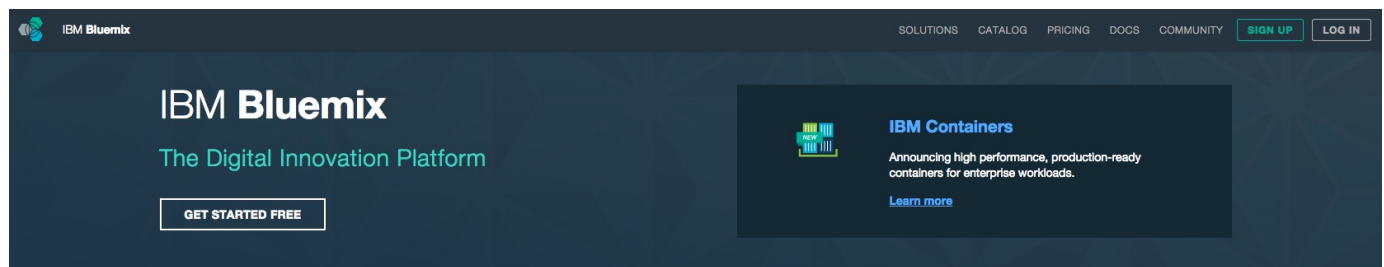 IBM Bluemix
SOLUTIONS CATALOG PRICING DOCS COMMUNITY SIGN UP LOG IN
IBM Bluemix
The Digital Innovation Platform
GET STARTED FREE
NEW
IBM Containers
Announcing high performance, production-ready
containers for enterprise workloads.
Learn more